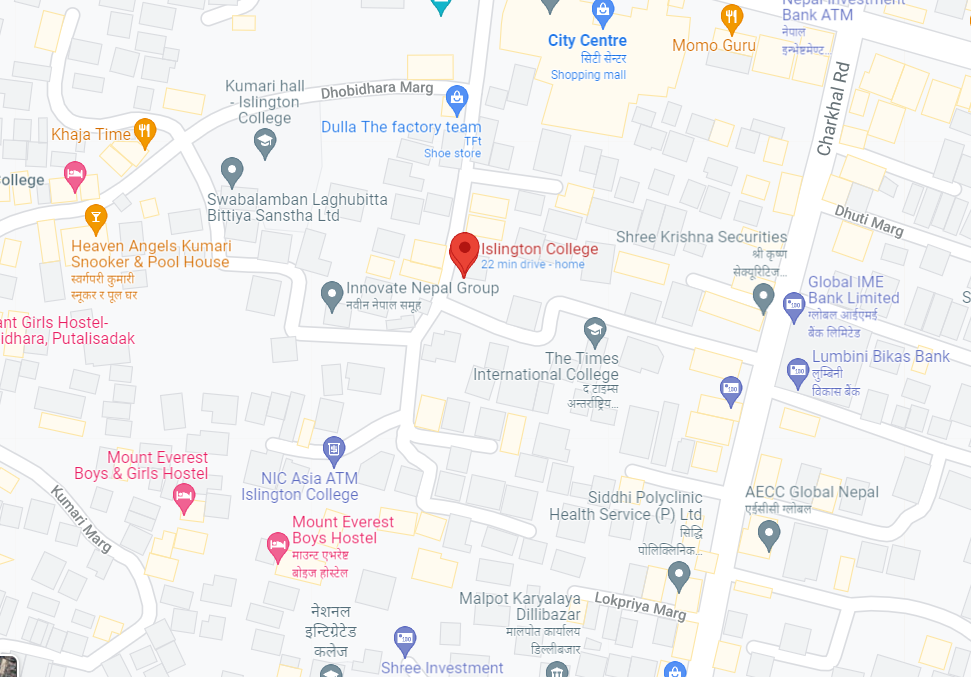 Nepal Investment
Bank ATM
नेपाल
इन्भेष्टमेण्ट...
City Centre
सिटी सेन्टर
Shopping mall
Momo Guru
Charkhal Rd
Kumari hall
- Islington
College
Dhobidhara Marg
Dulla The factory team
TFt
Shoe store
Khaja Time
ollege
Swabalamban Laghubitta
Bittiya Sanstha Ltd
Heaven Angels Kumari
Snooker & Pool House
स्वर्गपरी कुमारी
स्नूकर र पूल घर
Islington College
22 min drive - home
Shree Krishna Securities
श्री कृष्ण
सेक्यूरिटिज...
Dhuti Marg
Innovate Nepal Group
नवीन नेपाल समूह
Global IME
Bank Limited
ग्लोबल आईएमई
बैंक लिमिटेड
S
ant Girls Hostel-
idhara, Putalisadak
The Times
International College
द टाइम्स
अन्तर्राष्ट्रिय...
Lumbini Bikas Bank
लुम्बिनी
विकास बैंक
Mount Everest
Boys & Girls Hostel
NIC Asia ATM
Islington College
Kumari Marg
Mount Everest
Boys Hostel
माउन्ट एभरेष्ट
बोइज होस्टेल
Siddhi Polyclinic
Health Service (P) Ltd
सिद्धि
पोलिक्लिनिक...
AECC Global Nepal
एईसीसी ग्लोबल
Malpot Karyalaya
Dillibazar
मालपोत कार्यालय
डिल्लीबजार
Lokpriya Marg
नेशनल
इन्टिग्रेटेड
कलेज
Shree Investment